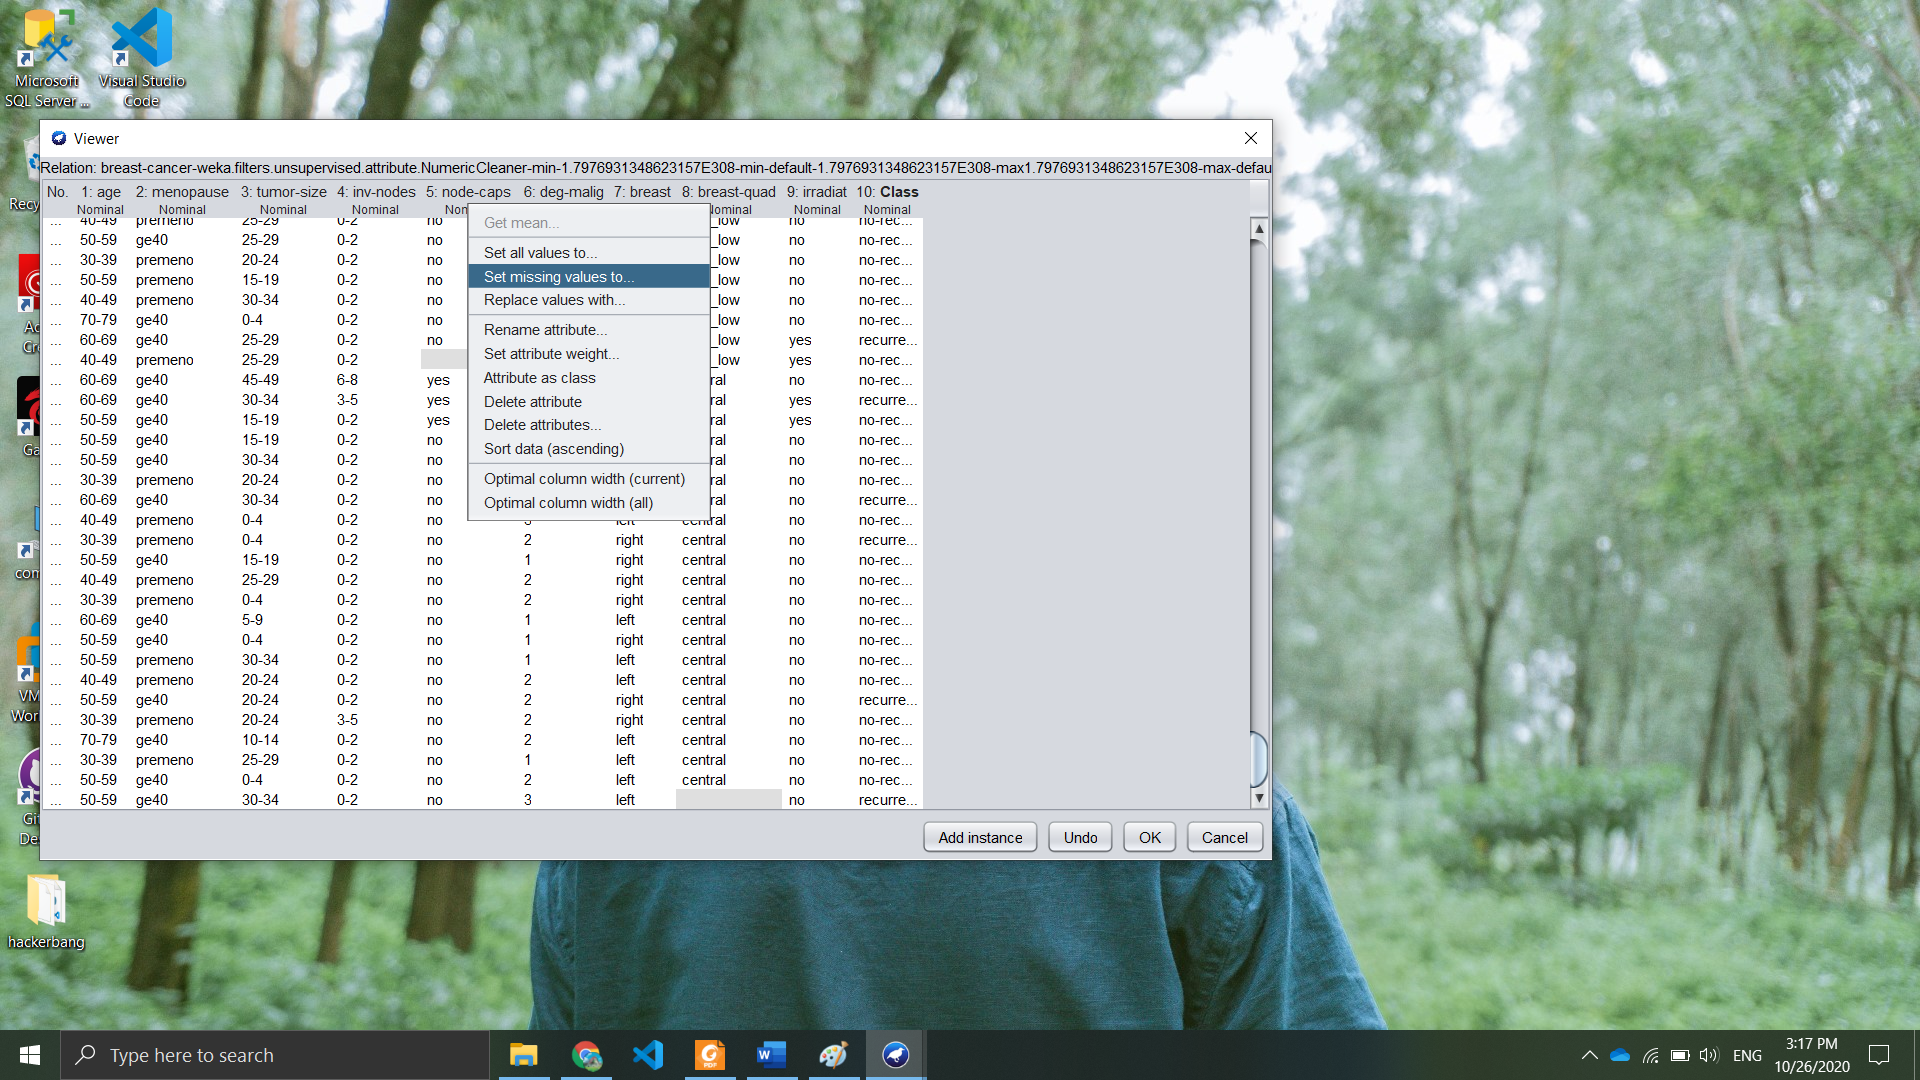 Microsoft
SQL Server ...
Visual Studio
Code
Viewer
Relation: breast-cancer-weka.filters.unsupervised.attribute.NumericCleaner-min-1.7976931348623157E308-min-default-1.7976931348623157E308-max1.7976931348623157E308-max-defau
No. 1: age 2: menopause 3: tumor-size 4: inv-nodes 5: node-caps 6: deg-malig 7: breast 8: breast-quad 9: irradiat 10: Class
Nominal Nominal Nominal Nominal Nominal Nominal Nominal
... 40-49 premeno 25-29 0-2 no _low no no-rec...
... 50-59 ge40 25-29 0-2 no _low no no-rec...
... 30-39 premeno 20-24 0-2 no _low no no-rec...
... 50-59 premeno 15-19 0-2 no _low no no-rec...
... 40-49 premeno 30-34 0-2 no _low no no-rec...
... 70-79 ge40 0-4 0-2 no _low no no-rec...
... 60-69 ge40 25-29 0-2 no _low yes recurre...
... 40-49 premeno 25-29 0-2 _low yes no-rec...
... 60-69 ge40 45-49 6-8 yes ral no no-rec...
... 60-69 ge40 30-34 3-5 yes ral yes recurre...
... 50-59 ge40 15-19 0-2 yes ral yes no-rec...
... 50-59 ge40 15-19 0-2 no ral no no-rec...
... 50-59 ge40 30-34 0-2 no ral no no-rec...
... 30-39 premeno 20-24 0-2 no ral no no-rec...
... 60-69 ge40 30-34 0-2 no ral no recurre...
... 40-49 premeno 0-4 0-2 no 3 left central no no-rec...
... 30-39 premeno 0-4 0-2 no 2 right central no recurre...
... 50-59 ge40 15-19 0-2 no 1 right central no no-rec...
... 40-49 premeno 25-29 0-2 no 2 right central no no-rec...
... 30-39 premeno 0-4 0-2 no 2 right central no no-rec...
... 60-69 ge40 5-9 0-2 no 1 left central no no-rec...
... 50-59 ge40 0-4 0-2 no 1 right central no no-rec...
... 50-59 premeno 30-34 0-2 no 1 left central no no-rec...
... 40-49 premeno 20-24 0-2 no 2 left central no no-rec...
... 50-59 ge40 20-24 0-2 no 2 right central no recurre...
... 30-39 premeno 20-24 3-5 no 2 right central no no-rec...
... 70-79 ge40 10-14 0-2 no 2 left central no no-rec...
... 30-39 premeno 25-29 0-2 no 1 left central no no-rec...
... 50-59 ge40 0-4 0-2 no 2 left central no no-rec...
... 50-59 ge40 30-34 0-2 no 3 left no recurre...
Get mean...
Set all values to...
Set missing values to...
Replace values with...
Rename attribute...
Set attribute weight...
Attribute as class
Delete attribute
Delete attributes...
Sort data (ascending)
Optimal column width (current)
Optimal column width (all)
Add instance
Undo
OK
Cancel
Recy
Ac
Cr
Ga
com
VM
Wor
Git
De
hackerbang
Type here to search
PDF
W
ENG
3:17 PM
10/26/2020